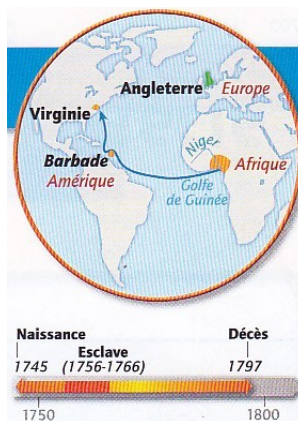 Angleterre
Europe
Virginie
Niger
Barbade
Afrique
Amérique
Golfe
de Guinée
Naissance
Décès
1745
Esclave
(1756-1766)
1797
1750
1800